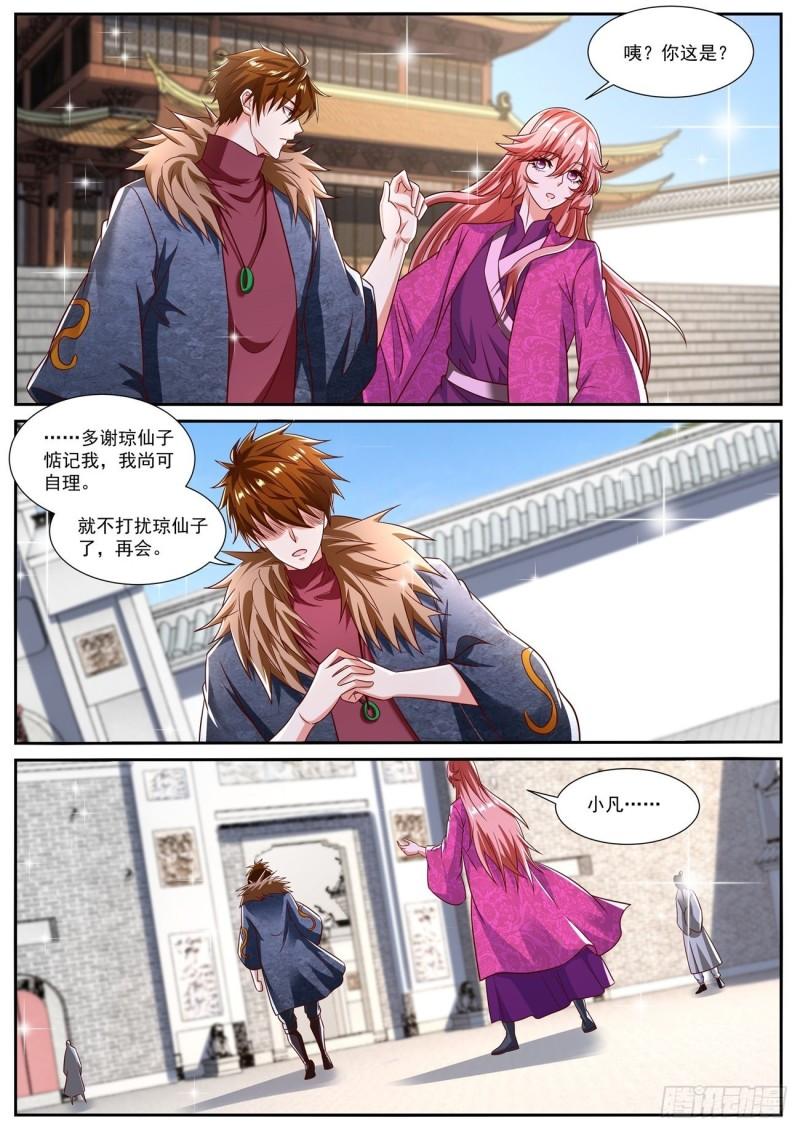 咦？你这是？
……多谢琼仙子
惦记我，我尚可
自理。
就不打扰琼仙子
了，再会。
小凡……
腾讯动漫